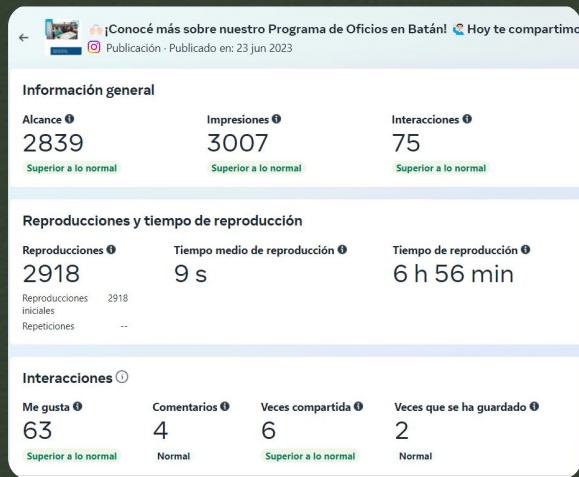 ¡Conocé más sobre nuestro Programa de Oficios en Batán! Hoy te compartimo
Publicación · Publicado en: 23 jun 2023
Información general
Alcance Impresiones Interacciones
2839 3007 75
Superior a lo normal Superior a lo normal Superior a lo normal
Reproducciones y tiempo de reproducción
Reproducciones Tiempo medio de reproducción Tiempo de reproducción
2918 9 s 6 h 56 min
Reproducciones iniciales 2918
Repeticiones --
Interacciones
Me gusta Comentarios Veces compartida Veces que se ha guardado
63 4 6 2
Superior a lo normal Normal Superior a lo normal Normal